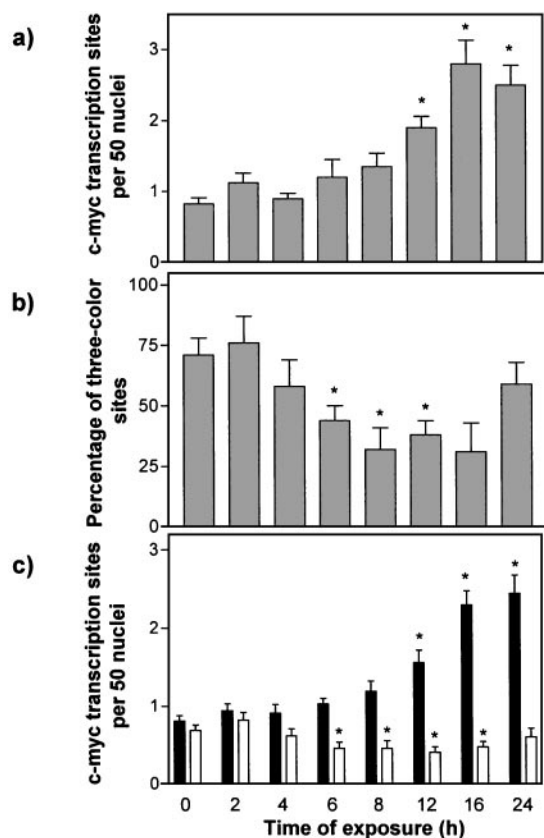 a)
c-myc transcription sites
per 50 nuclei
3
2
1
0
* * *
b)
Percentage of three-color
sites
100
75
50
25
0
* * *
c)
c-myc transcription sites
per 50 nuclei
3
2
1
0
* * *
* * * *
0 2 4 6 8 12 16 24
Time of exposure (h)